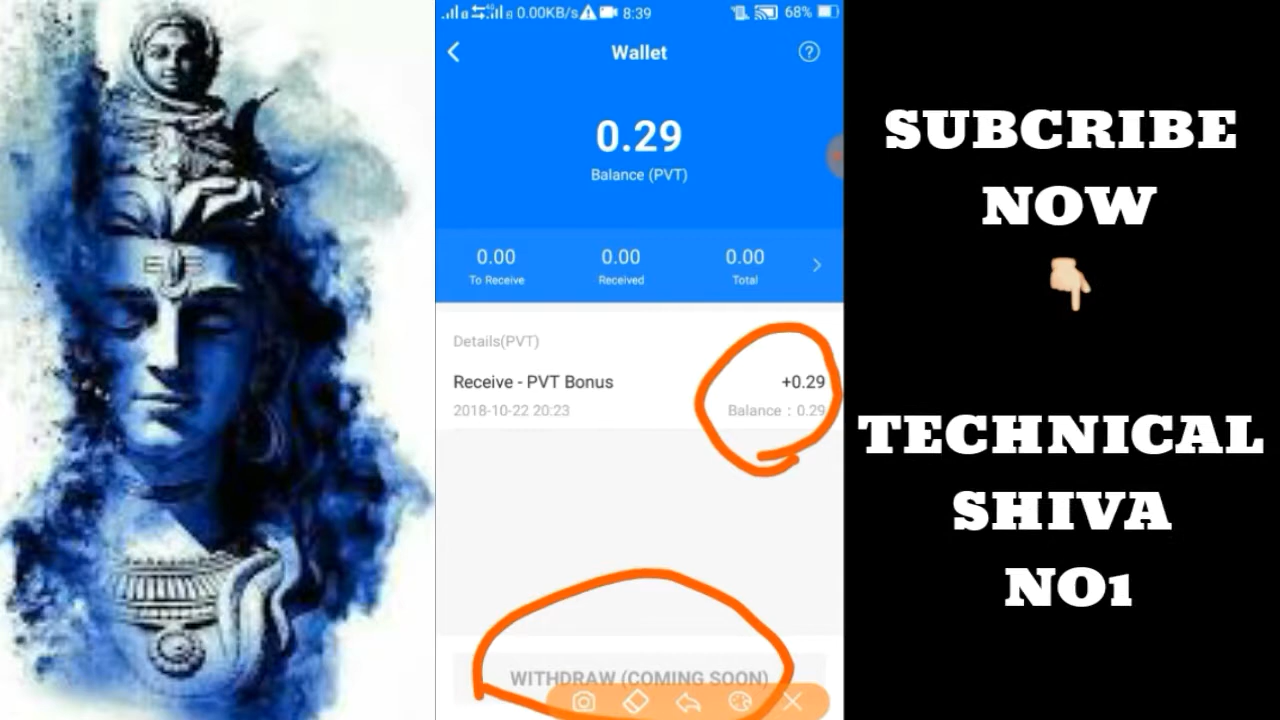 0.00KB/s 8:39 68%
Wallet
0.29
Balance (PVT)
0.00 0.00 0.00
To Receive Received Total
Details(PVT)
Receive - PVT Bonus +0.29
2018-10-22 20:23 Balance : 0.29
WITHDRAW (COMING SOON)
SUBCRIBE
NOW
TECHNICAL
SHIVA
NO1